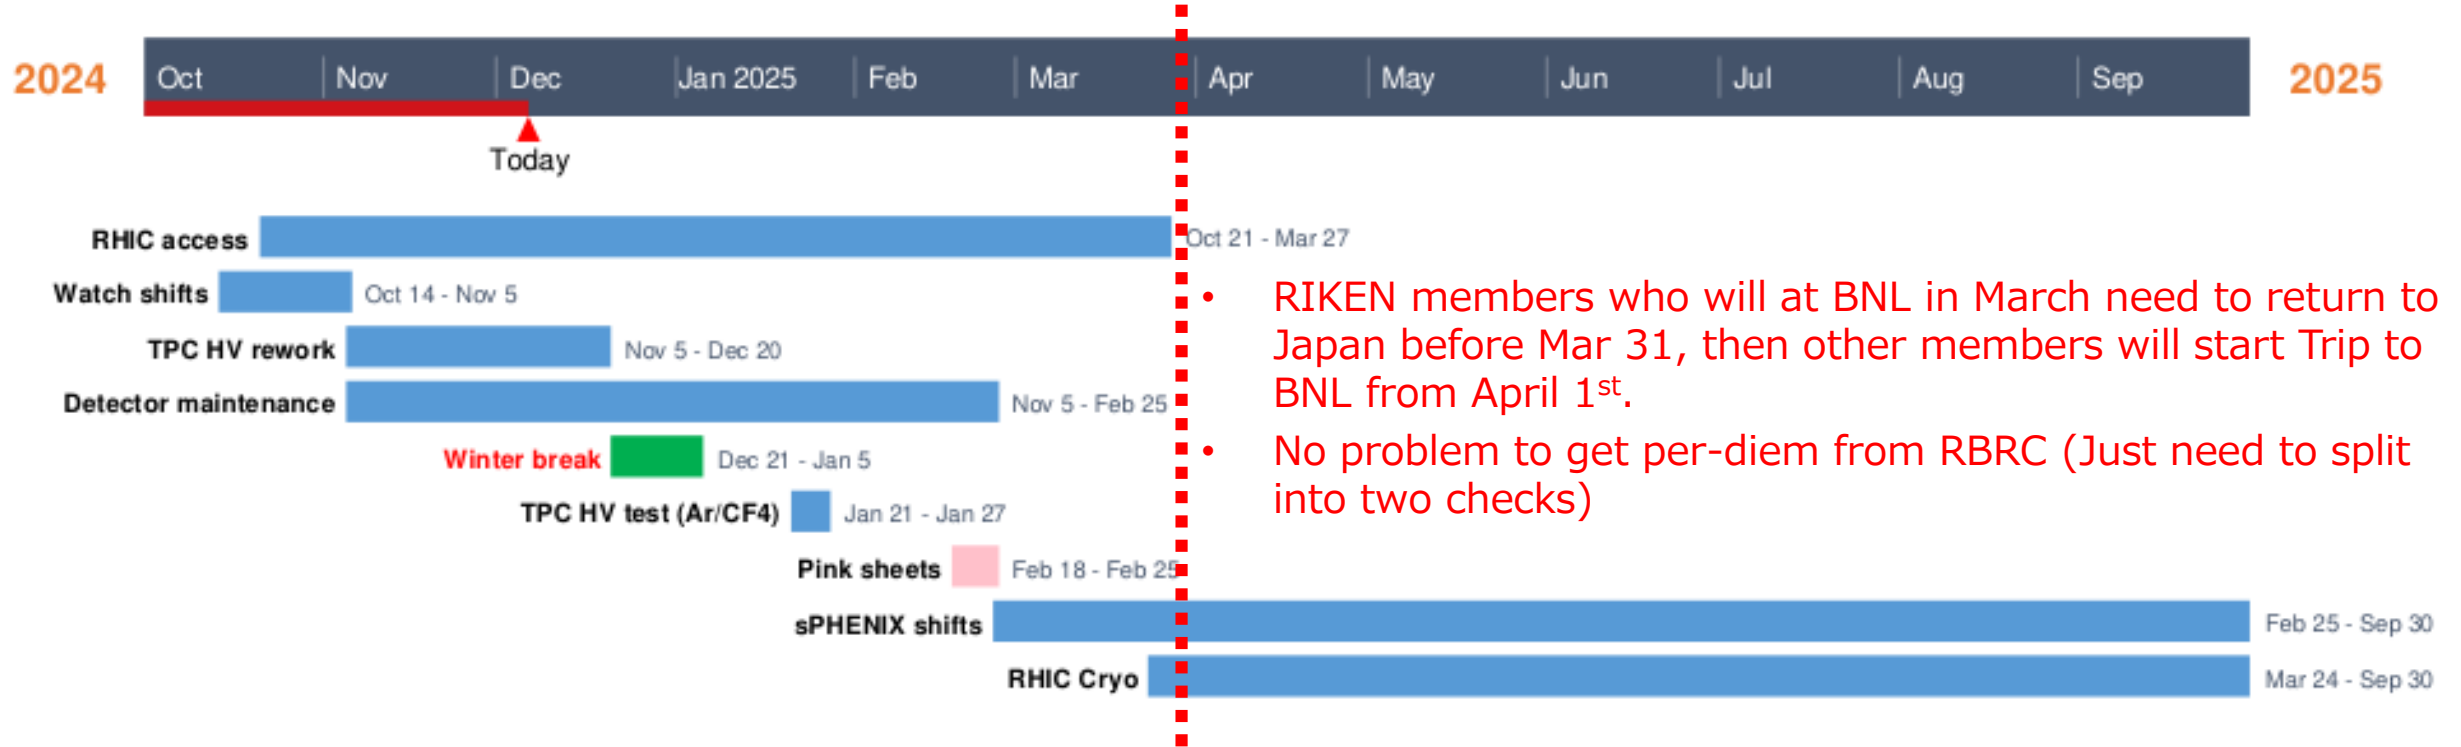 2024 Oct Nov Dec Jan 2025 Feb Mar Apr May Jun Jul Aug Sep 2025
Today
RHIC access Oct 21 - Mar 27
Watch shifts Oct 14 - Nov 5
TPC HV rework Nov 5 - Dec 20
Detector maintenance Nov 5 - Feb 25
Winter break Dec 21 - Jan 5
TPC HV test (Ar/CF4) Jan 21 - Jan 27
Pink sheets Feb 18 - Feb 25
sPHENIX shifts Feb 25 - Sep 30
RHIC Cryo Mar 24 - Sep 30
• RIKEN members who will at BNL in March need to return to
Japan before Mar 31, then other members will start Trip to
BNL from April 1st.
• No problem to get per-diem from RBRC (Just need to split
into two checks)